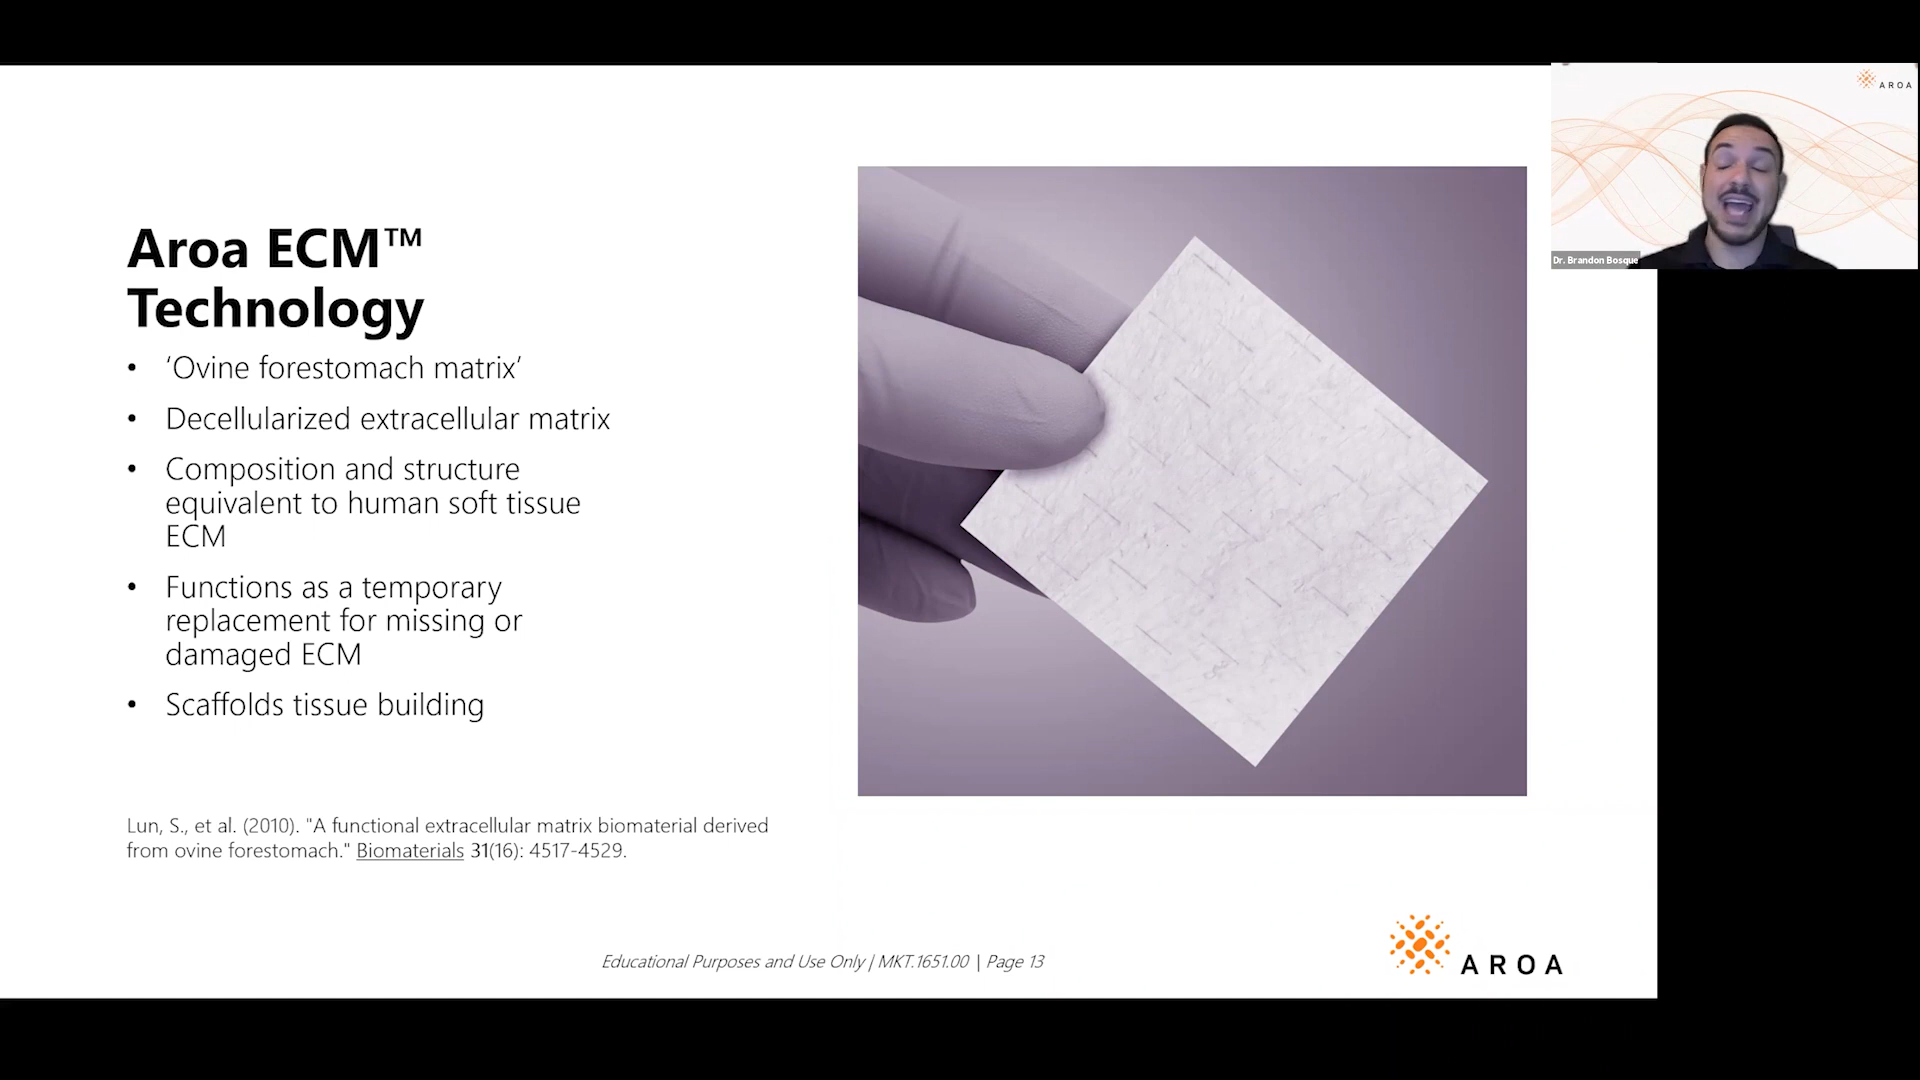 Aroa ECM™
Technology
• ‘Ovine forestomach matrix’
• Decellularized extracellular matrix
• Composition and structure
equivalent to human soft tissue
ECM
• Functions as a temporary
replacement for missing or
damaged ECM
• Scaffolds tissue building
Lun, S., et al. (2010). "A functional extracellular matrix biomaterial derived
from ovine forestomach." Biomaterials 31(16): 4517-4529.
Educational Purposes and Use Only | MKT.1651.00 | Page 13
AROA
AROA
Dr. Brandon Bosque